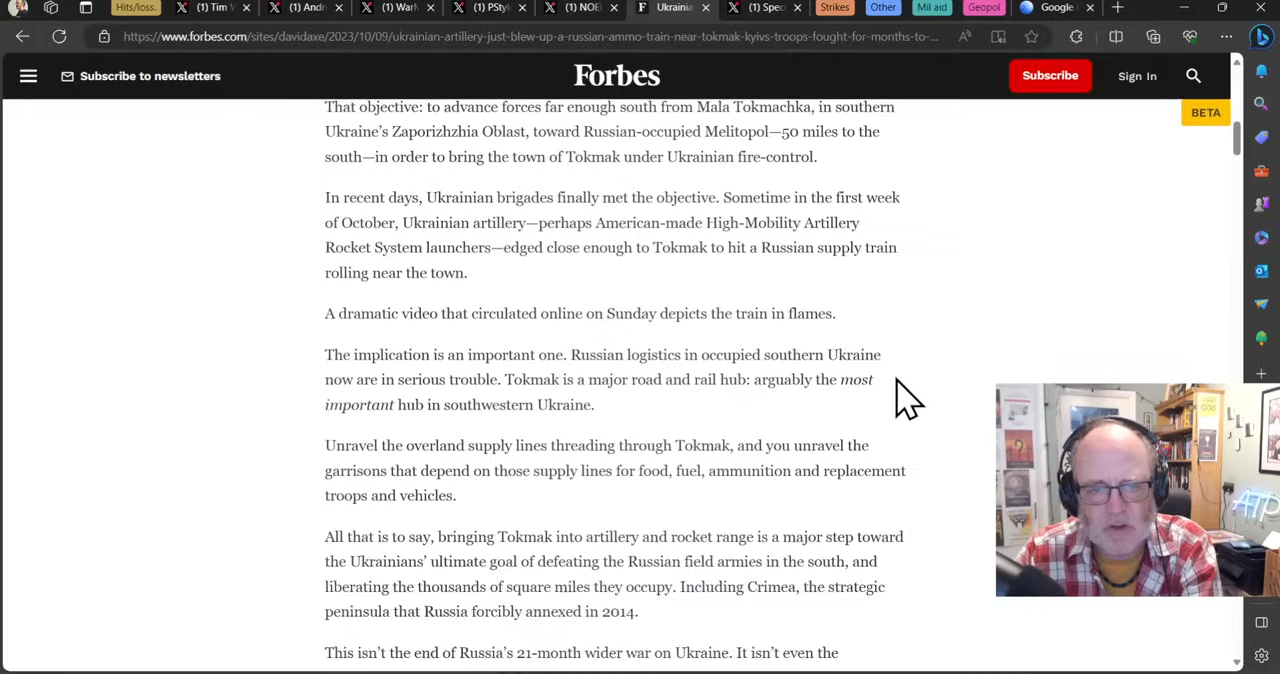 Hits/loss.
(1) Tim
(1) Andr
(1) War
(1) PStyk
(1) NOE
Ukrainia
(1) Spec
Strikes
Other
Mil aid
Geopol
Google
https://www.forbes.com/sites/davidaxe/2023/10/09/ukrainian-artillery-just-blew-up-a-russian-ammo-train-near-tokmak-kyivs-troops-fought-for-months-to-...
Subscribe to newsletters
Forbes
Subscribe
Sign In
BETA
That objective: to advance forces far enough south from Mala Tokmachka, in southern
Ukraine's Zaporizhzhia Oblast, toward Russian-occupied Melitopol—50 miles to the
south—in order to bring the town of Tokmak under Ukrainian fire-control.
In recent days, Ukrainian brigades finally met the objective. Sometime in the first week
of October, Ukrainian artillery—perhaps American-made High-Mobility Artillery
Rocket System launchers—edged close enough to Tokmak to hit a Russian supply train
rolling near the town.
A dramatic video that circulated online on Sunday depicts the train in flames.
The implication is an important one. Russian logistics in occupied southern Ukraine
now are in serious trouble. Tokmak is a major road and rail hub: arguably the most
important hub in southwestern Ukraine.
Unravel the overland supply lines threading through Tokmak, and you unravel the
garrisons that depend on those supply lines for food, fuel, ammunition and replacement
troops and vehicles.
All that is to say, bringing Tokmak into artillery and rocket range is a major step toward
the Ukrainians' ultimate goal of defeating the Russian field armies in the south, and
liberating the thousands of square miles they occupy. Including Crimea, the strategic
peninsula that Russia forcibly annexed in 2014.
This isn't the end of Russia's 21-month wider war on Ukraine. It isn't even the
ATP